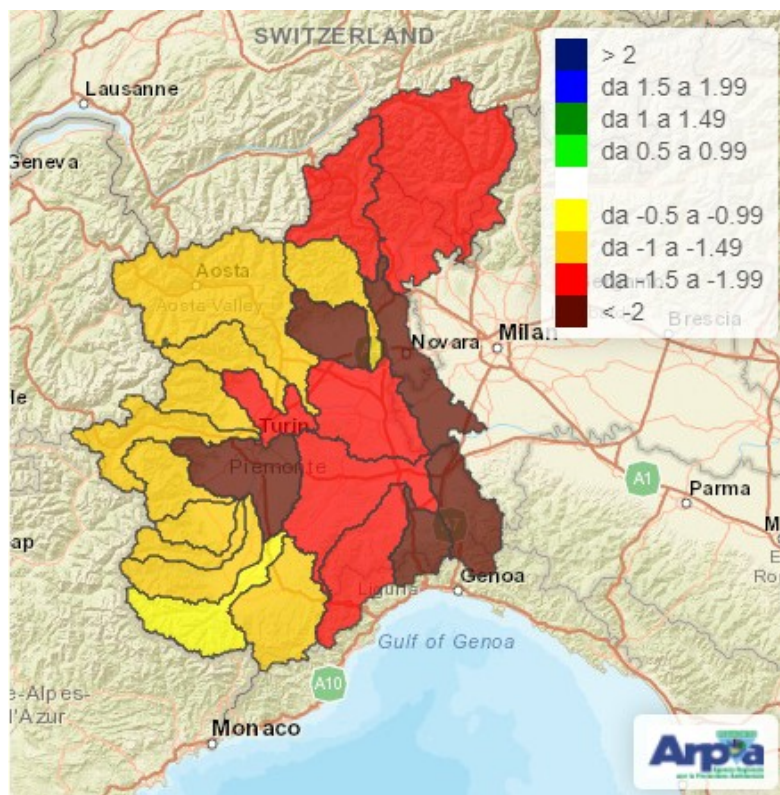 SWITZERLAND
Lausanne
Geneva
Aosta
Aosta Valley
Novara
Milan
Brescia
Turin
Piemonte
A1
Parma
Genoa
Liguria
Gulf of Genoa
A10
e-Alpes-
d'Azur
Monaco
> 2
da 1.5 a 1.99
da 1 a 1.49
da 0.5 a 0.99
da -0.5 a -0.99
da -1 a -1.49
da -1.5 a -1.99
< -2
Arpa